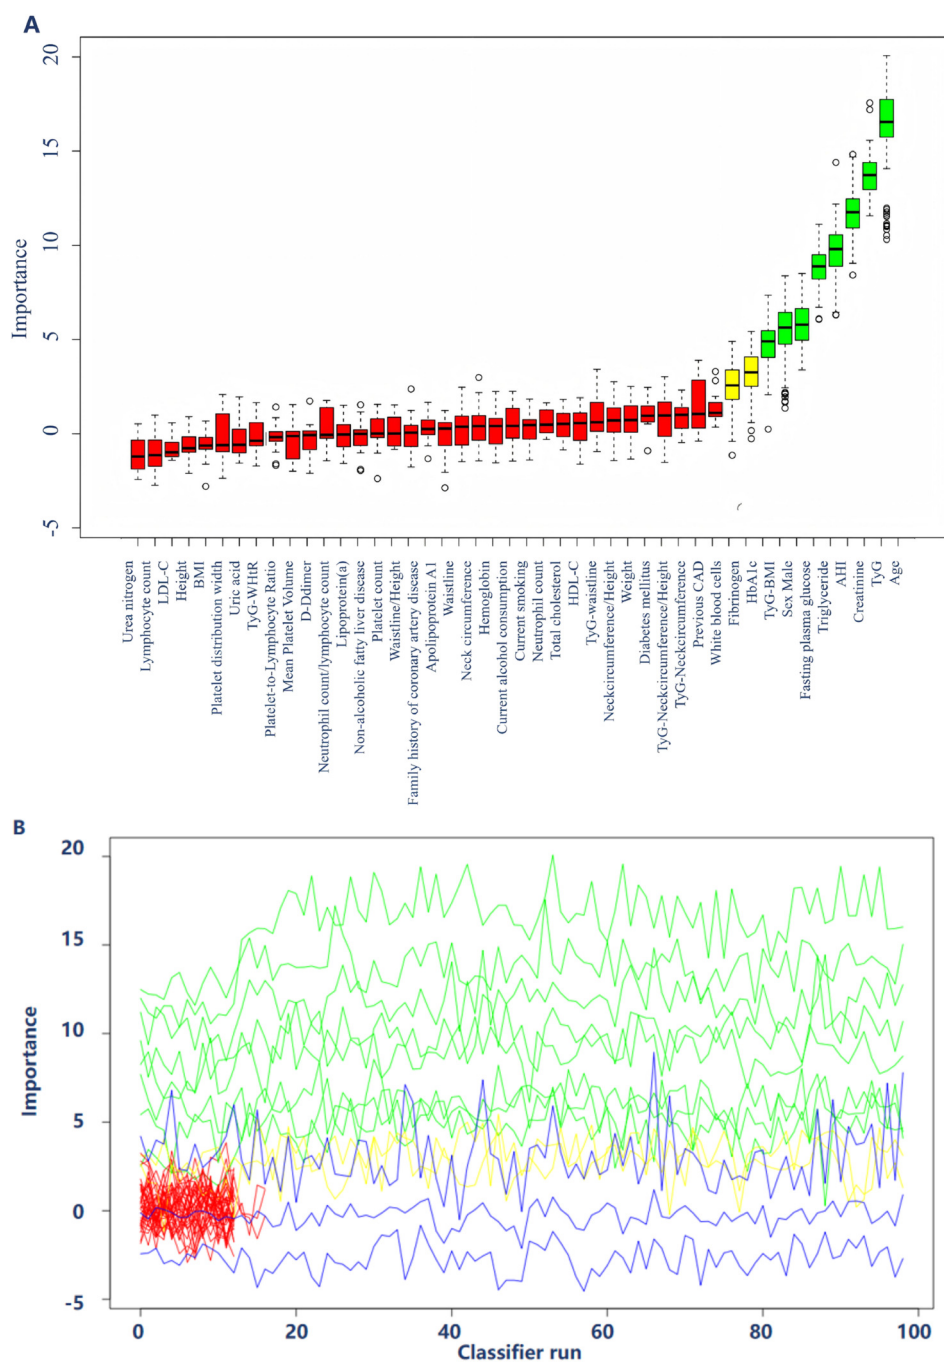 A
20
15
10
5
0
-5
Importance
Urea nitrogen
Lymphocyte count
LDL-C
Height
BMI
Platelet distribution width
Uric acid
TyG-WHtR
Platelet-to-Lymphocyte Ratio
Mean Platelet Volume
D-Ddimer
Neutrophil count/lymphocyte count
Lipoprotein(a)
Non-alcoholic fatty liver disease
Platelet count
Waistline/Height
Family history of coronary artery disease
Apolipoprotein A1
Waistline
Neck circumference
Hemoglobin
Current alcohol consumption
Current smoking
Neutrophil count
Total cholesterol
HDL-C
TyG-waistline
Neckcircumference/Height
Weight
Diabetes mellitus
TyG-Neckcircumference/Height
TyG-Neckcircumference
Previous CAD
White blood cells
Fibrinogen
HbA1c
TyG-BMI
Sex Male
Fasting plasma glucose
Triglyceride
AHI
Creatinine
TyG
Age
B
20
15
10
5
0
-5
Importance
0 20 40 60 80 100
Classifier run